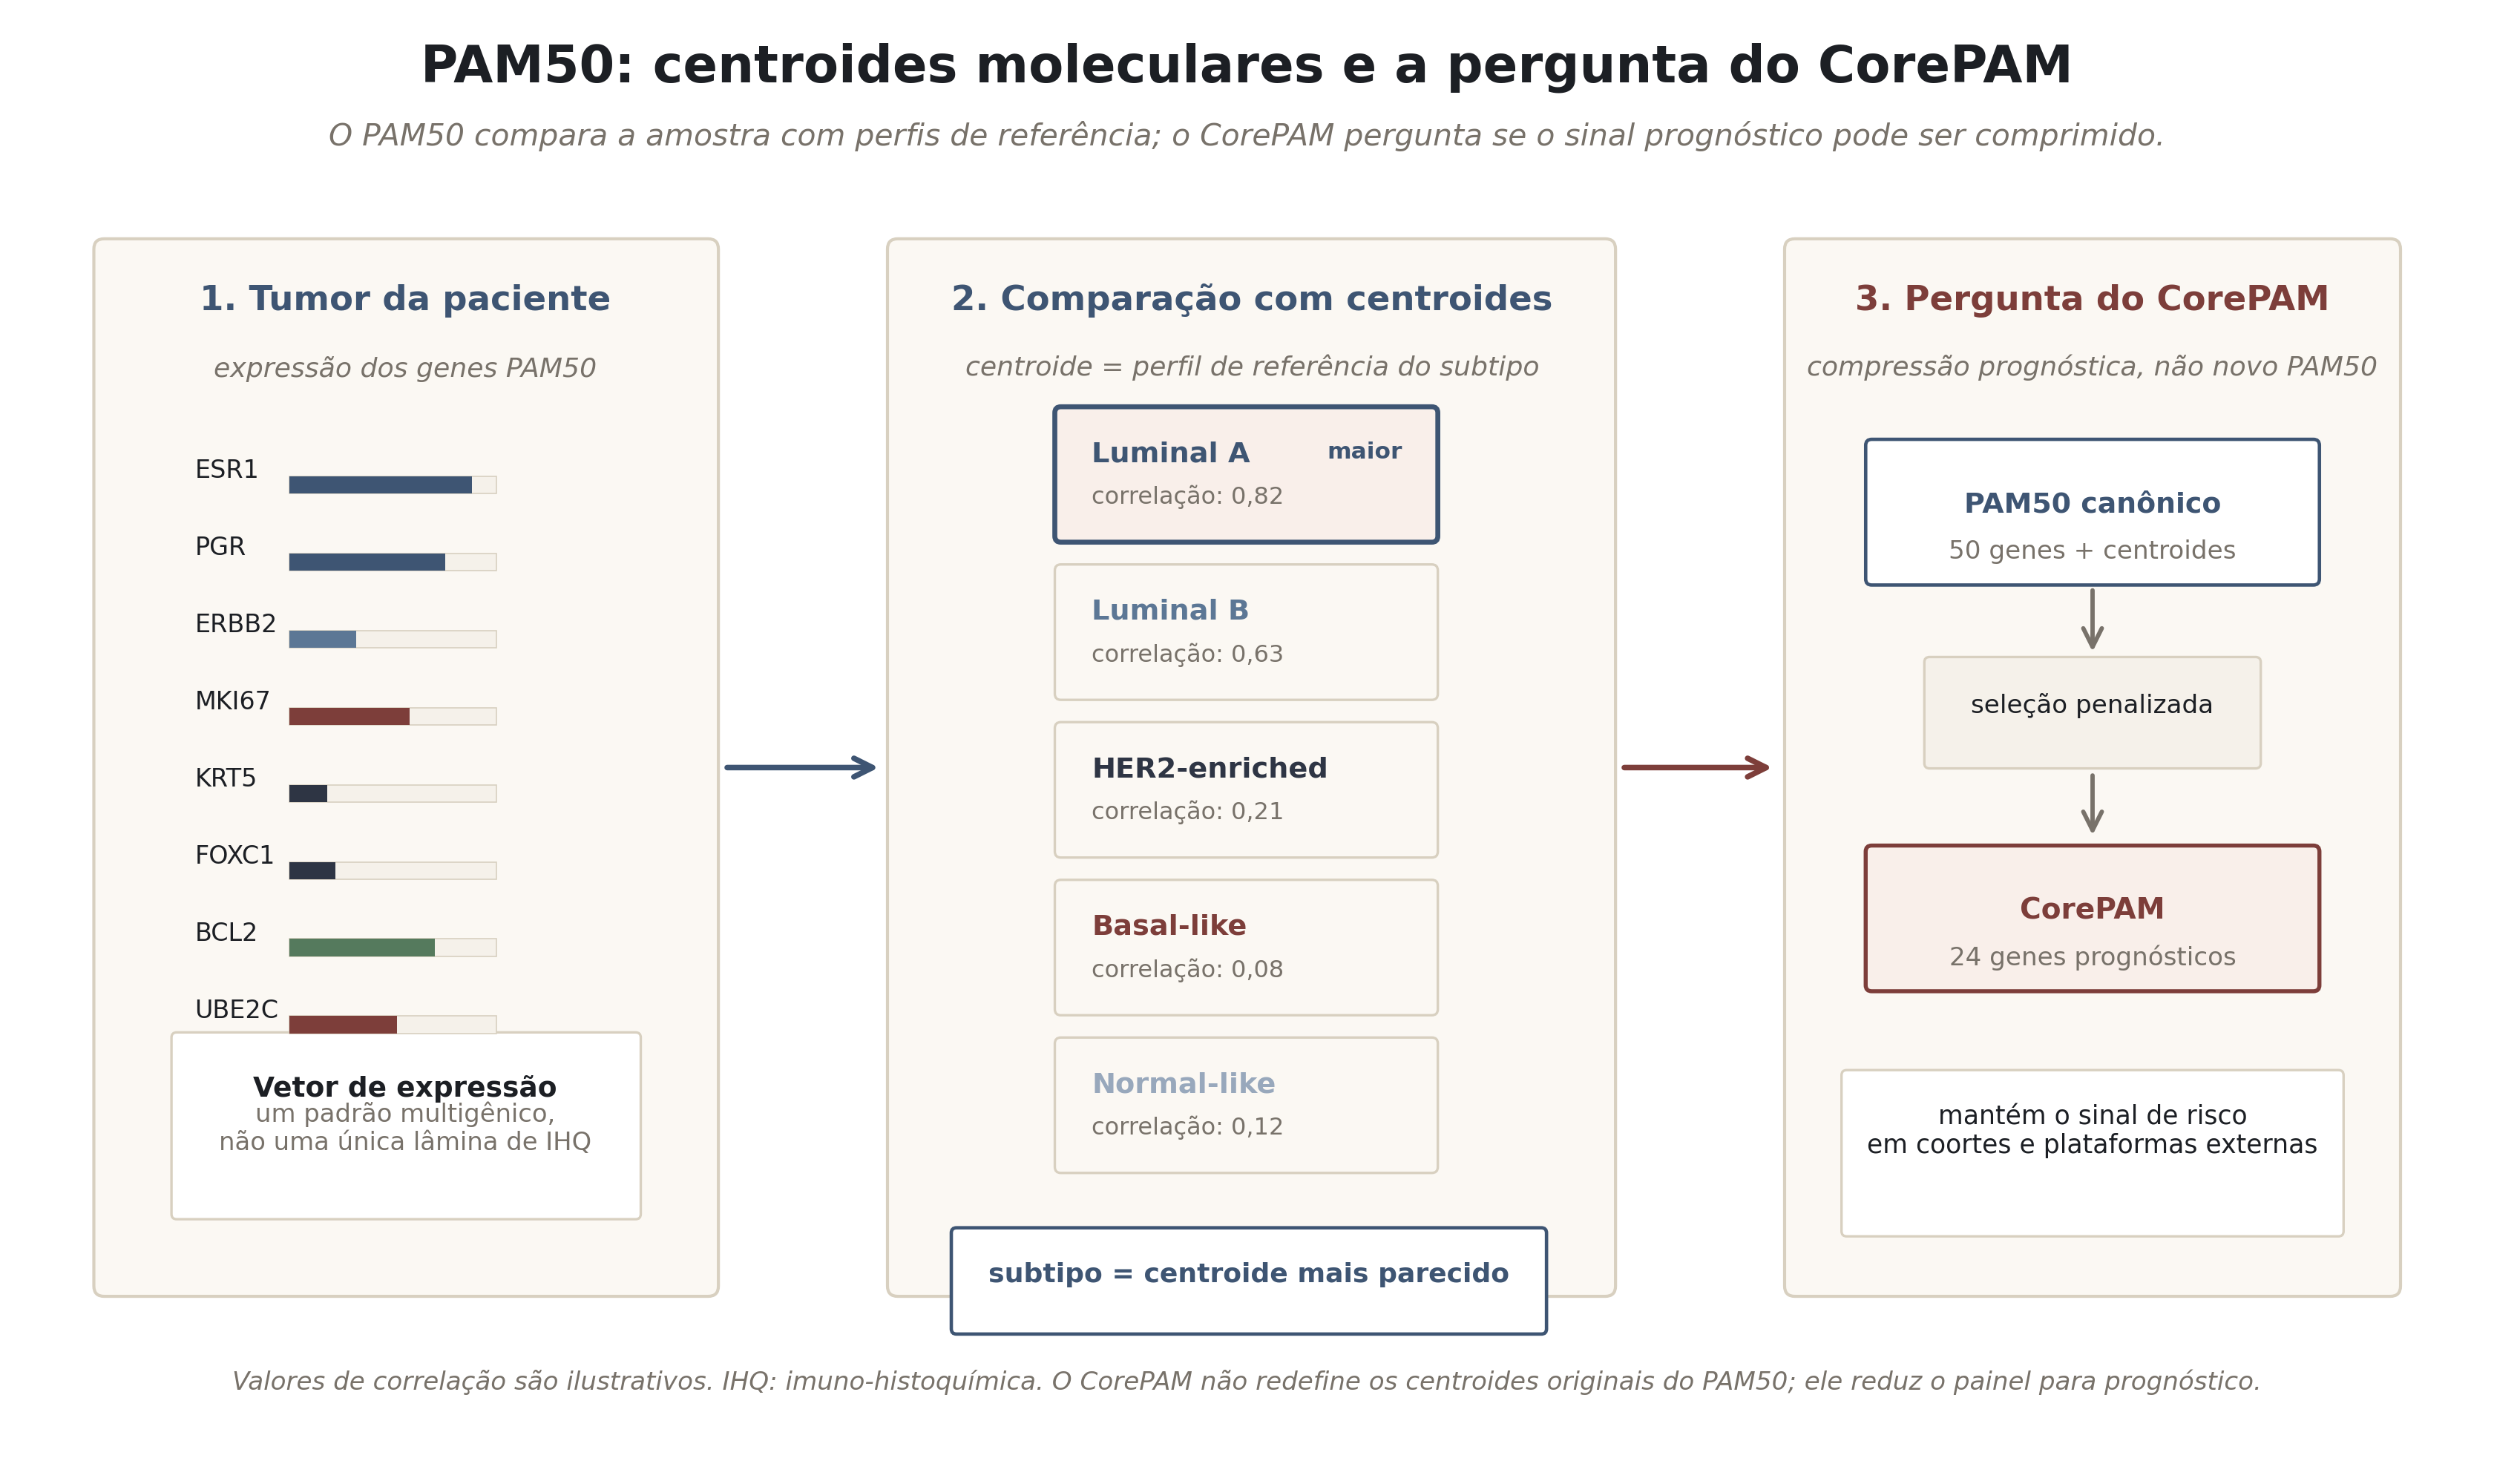 PAM50: centroides moleculares e a pergunta do CorePAM
O PAM50 compara a amostra com perfis de referência; o CorePAM pergunta se o sinal prognóstico pode ser comprimido.
1. Tumor da paciente
expressão dos genes PAM50
ESR1
PGR
ERBB2
MKI67
KRT5
FOXC1
BCL2
UBE2C
Vetor de expressão
um padrão multigênico,
não uma única lâmina de IHQ
2. Comparação com centroides
centroide = perfil de referência do subtipo
Luminal A maior
correlação: 0,82
Luminal B
correlação: 0,63
HER2-enriched
correlação: 0,21
Basal-like
correlação: 0,08
Normal-like
correlação: 0,12
subtipo = centroide mais parecido
3. Pergunta do CorePAM
compressão prognóstica, não novo PAM50
PAM50 canônico
50 genes + centroides
seleção penalizada
CorePAM
24 genes prognósticos
mantém o sinal de risco
em coortes e plataformas externas
Valores de correlação são ilustrativos. IHQ: imuno-histoquímica. O CorePAM não redefine os centroides originais do PAM50; ele reduz o painel para prognóstico.